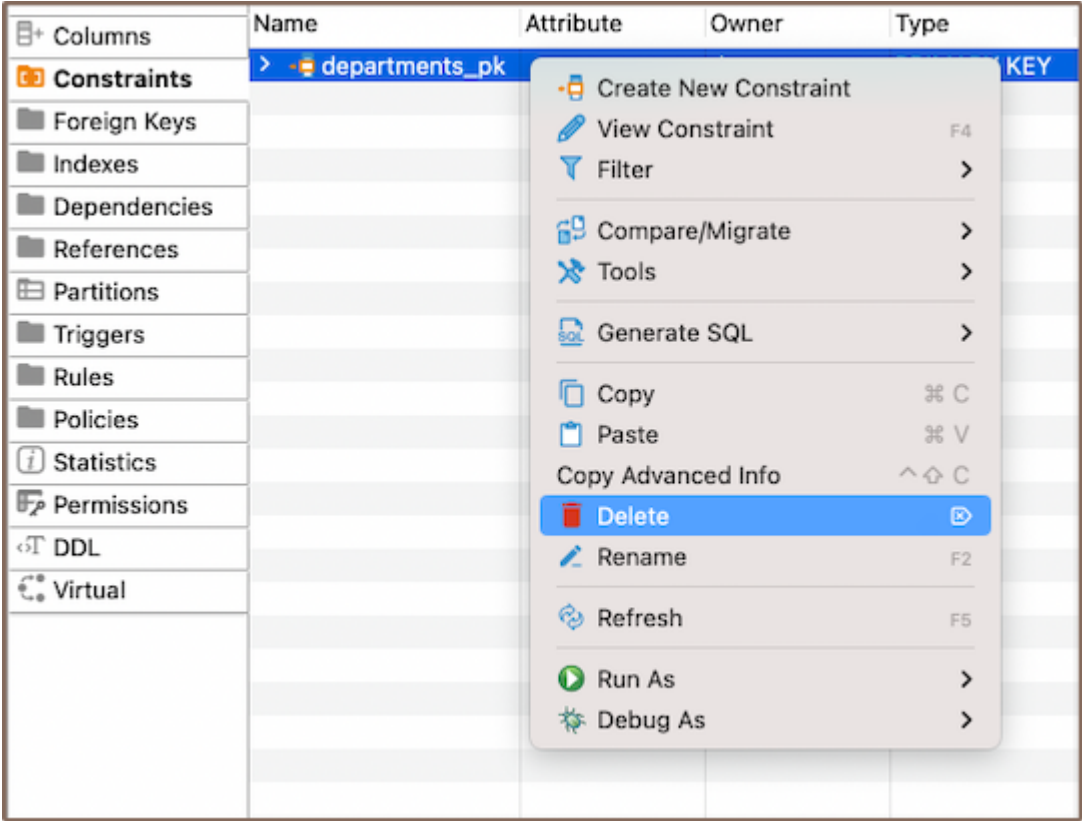 Name Attribute Owner Type
Columns
Constraints
Foreign Keys
Indexes
Dependencies
References
Partitions
Triggers
Rules
Policies
Statistics
Permissions
DDL
Virtual
departments_pk KEY
Create New Constraint
View Constraint F4
Filter
Compare/Migrate
Tools
SQL Generate SQL
Copy ⌘ C
Paste ⌘ V
Copy Advanced Info ^ ⇧ C
Delete ⌦
Rename F2
Refresh F5
Run As
Debug As